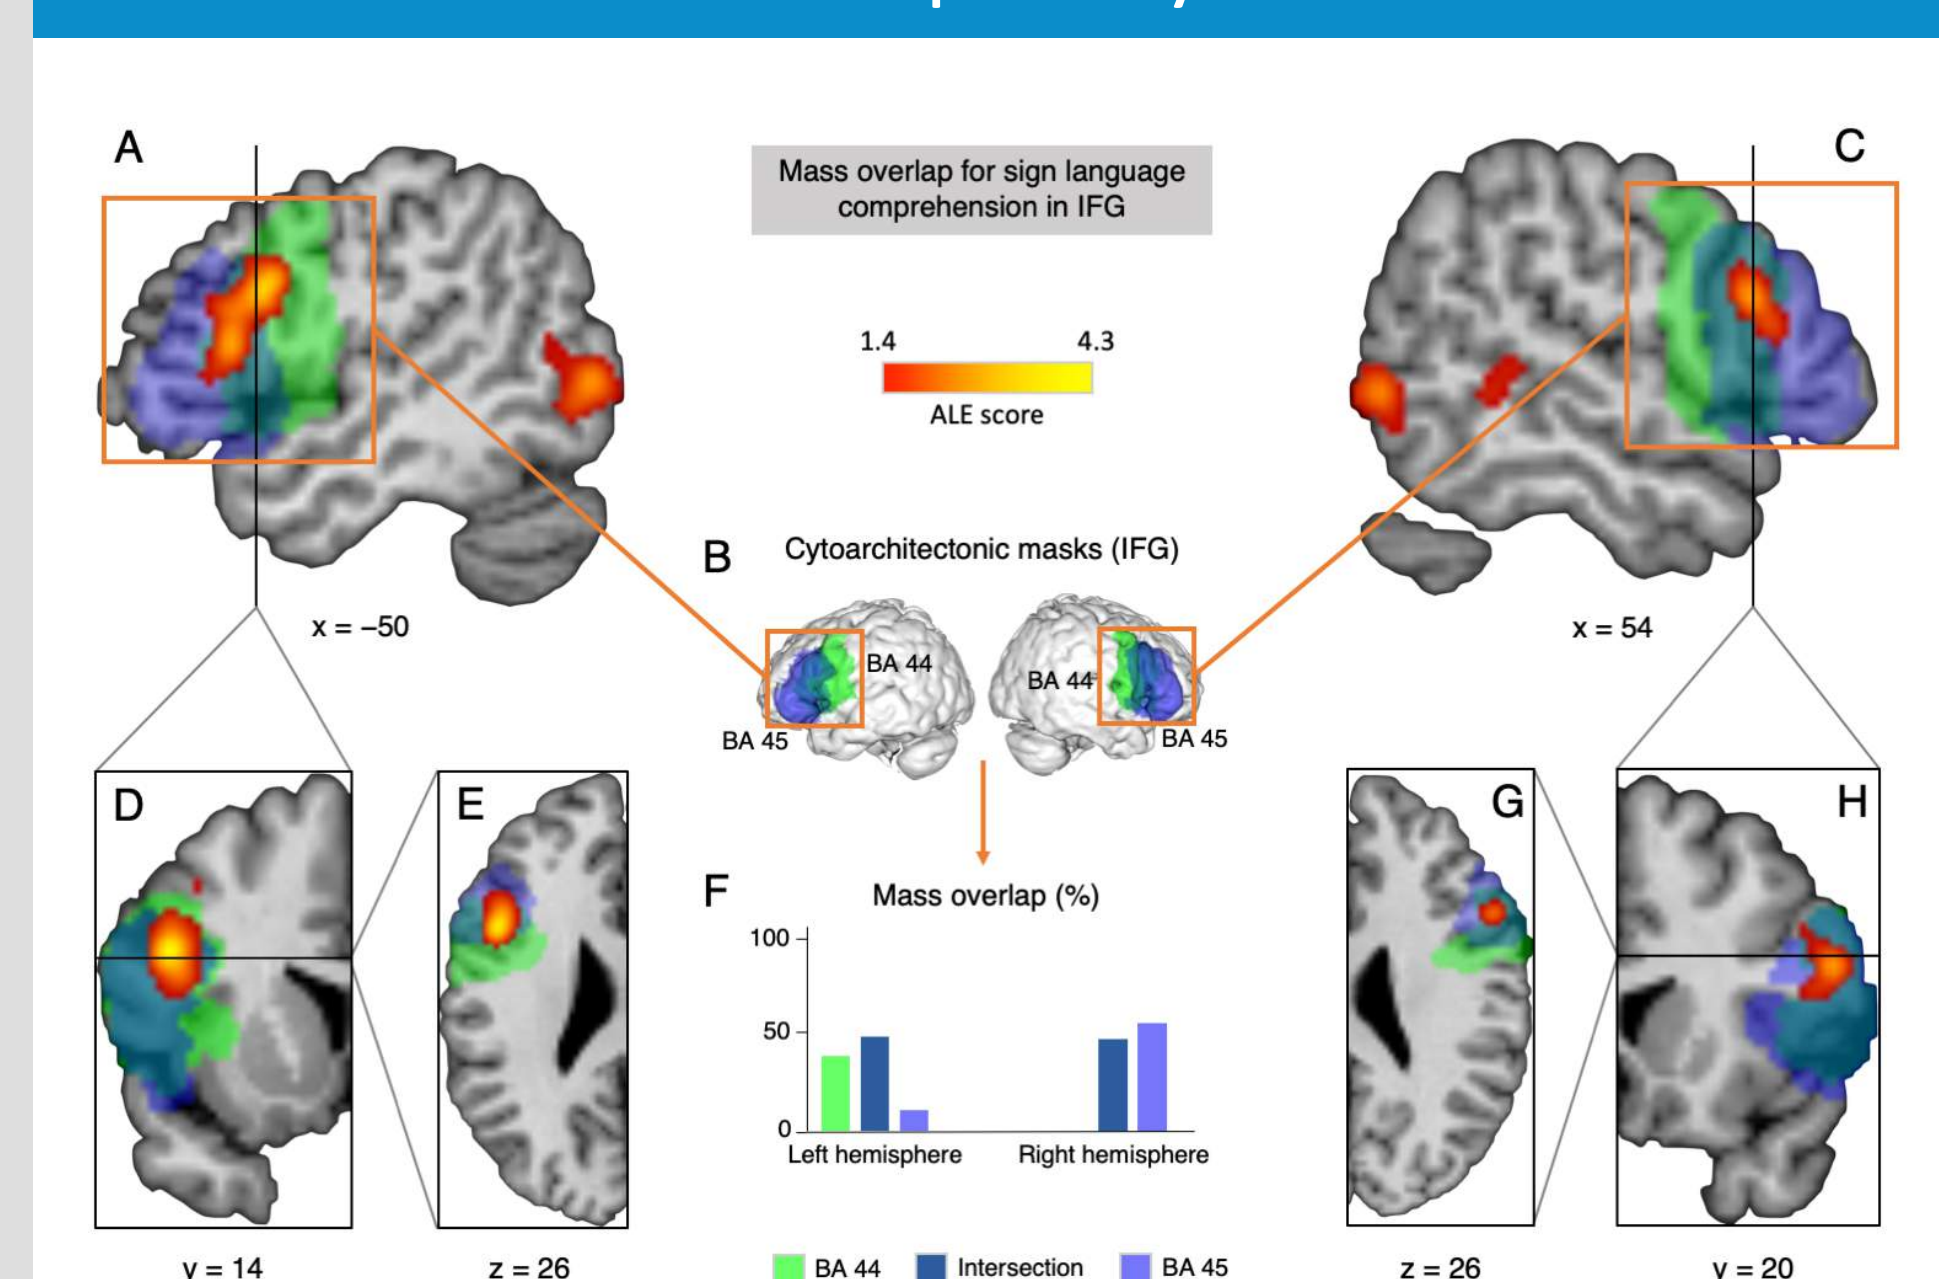 A
C
Mass overlap for sign language
comprehension in IFG
1.4 4.3
ALE score
x = −50
x = 54
B Cytoarchitectonic masks (IFG)
BA 44
BA 44
BA 45
BA 45
D
E
G
H
F Mass overlap (%)
100
50
0
Left hemisphere Right hemisphere
y = 14
z = 26
BA 44 Intersection BA 45
z = 26
y = 20